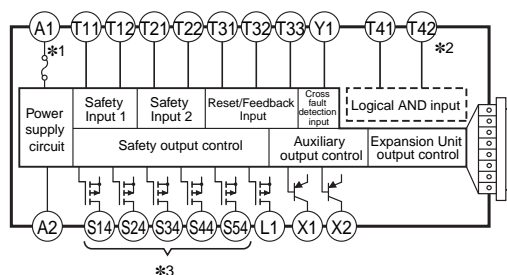 A1 T11 T12 T21 T22 T31 T32 T33 Y1 T41 T42
*1 *2
Power supply circuit
Safety Input 1
Safety Input 2
Reset/Feedback Input
Cross fault detection input
Logical AND input
Safety output control
Auxiliary output control
Expansion Unit output control
A2 S14 S24 S34 S44 S54 L1 X1 X2
*3